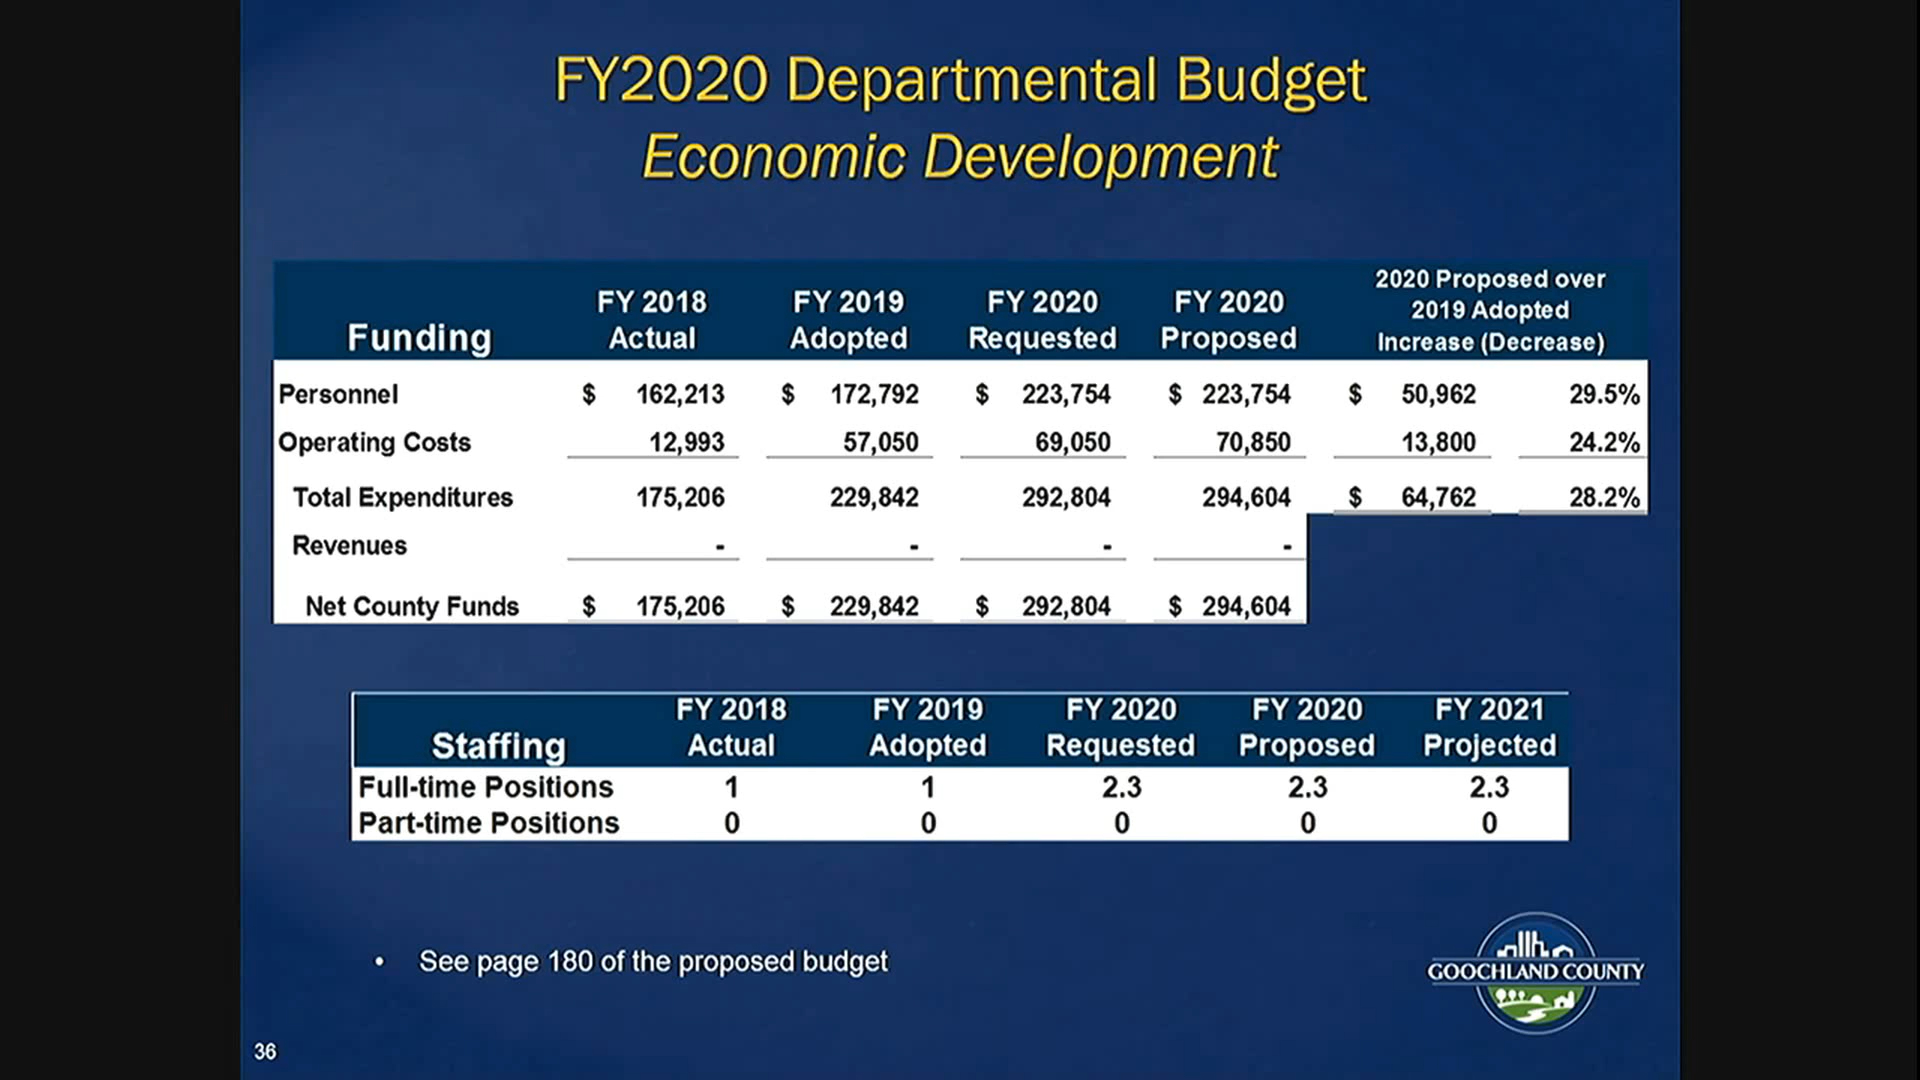 FY2020 Departmental Budget
Economic Development
Funding FY 2018 Actual FY 2019 Adopted FY 2020 Requested FY 2020 Proposed 2020 Proposed over 2019 Adopted Increase (Decrease)
Personnel $ 162,213 $ 172,792 $ 223,754 $ 223,754 $ 50,962 29.5%
Operating Costs 12,993 57,050 69,050 70,850 13,800 24.2%
Total Expenditures 175,206 229,842 292,804 294,604 $ 64,762 28.2%
Revenues - - - -
Net County Funds $ 175,206 $ 229,842 $ 292,804 $ 294,604
Staffing FY 2018 Actual FY 2019 Adopted FY 2020 Requested FY 2020 Proposed FY 2021 Projected
Full-time Positions 1 1 2.3 2.3 2.3
Part-time Positions 0 0 0 0 0
• See page 180 of the proposed budget
GOOCHLAND COUNTY
36